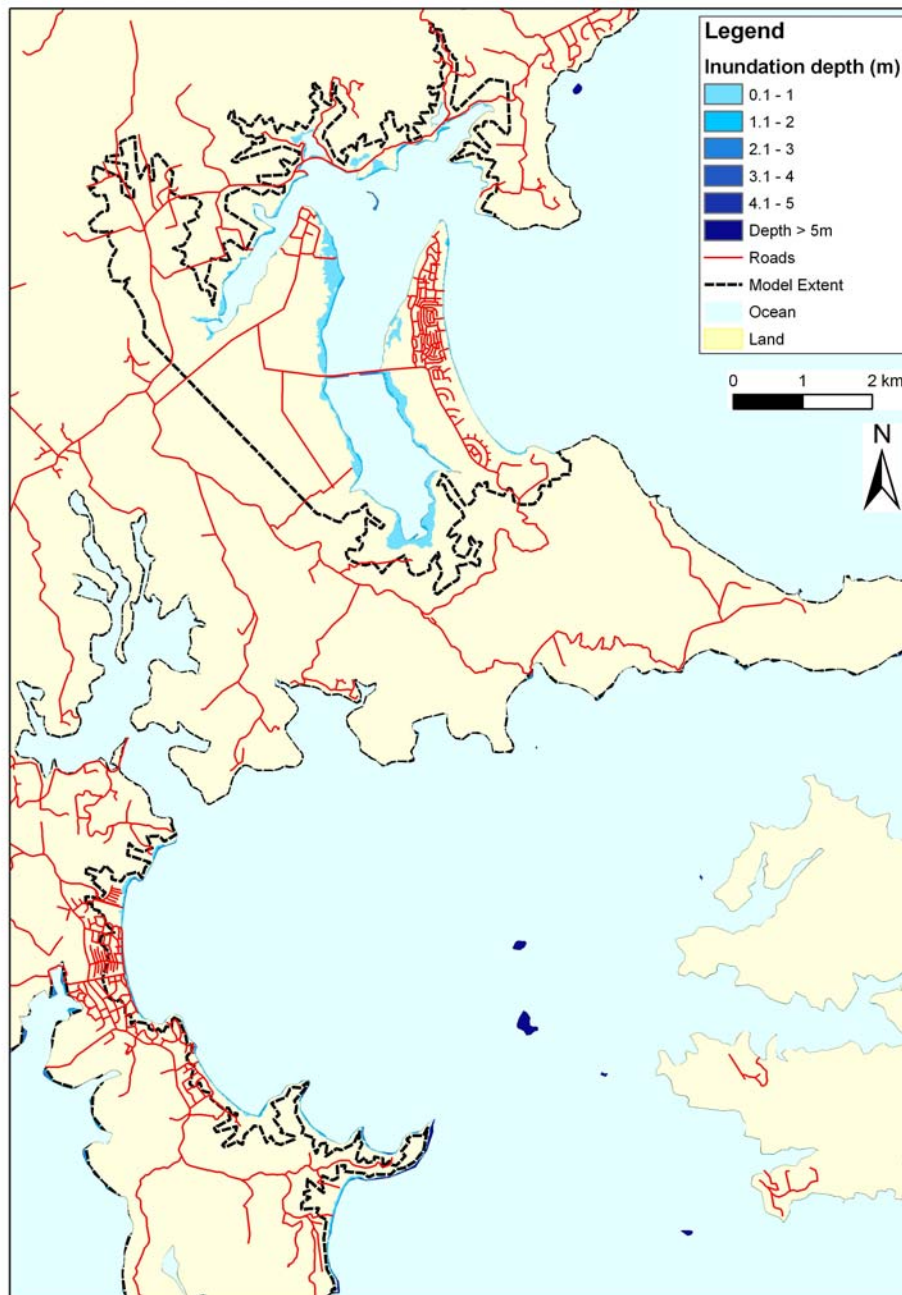 Legend
Inundation depth (m)
0.1 - 1
1.1 - 2
2.1 - 3
3.1 - 4
4.1 - 5
Depth > 5m
Roads
Model Extent
Ocean
Land
0 1 2 km
N